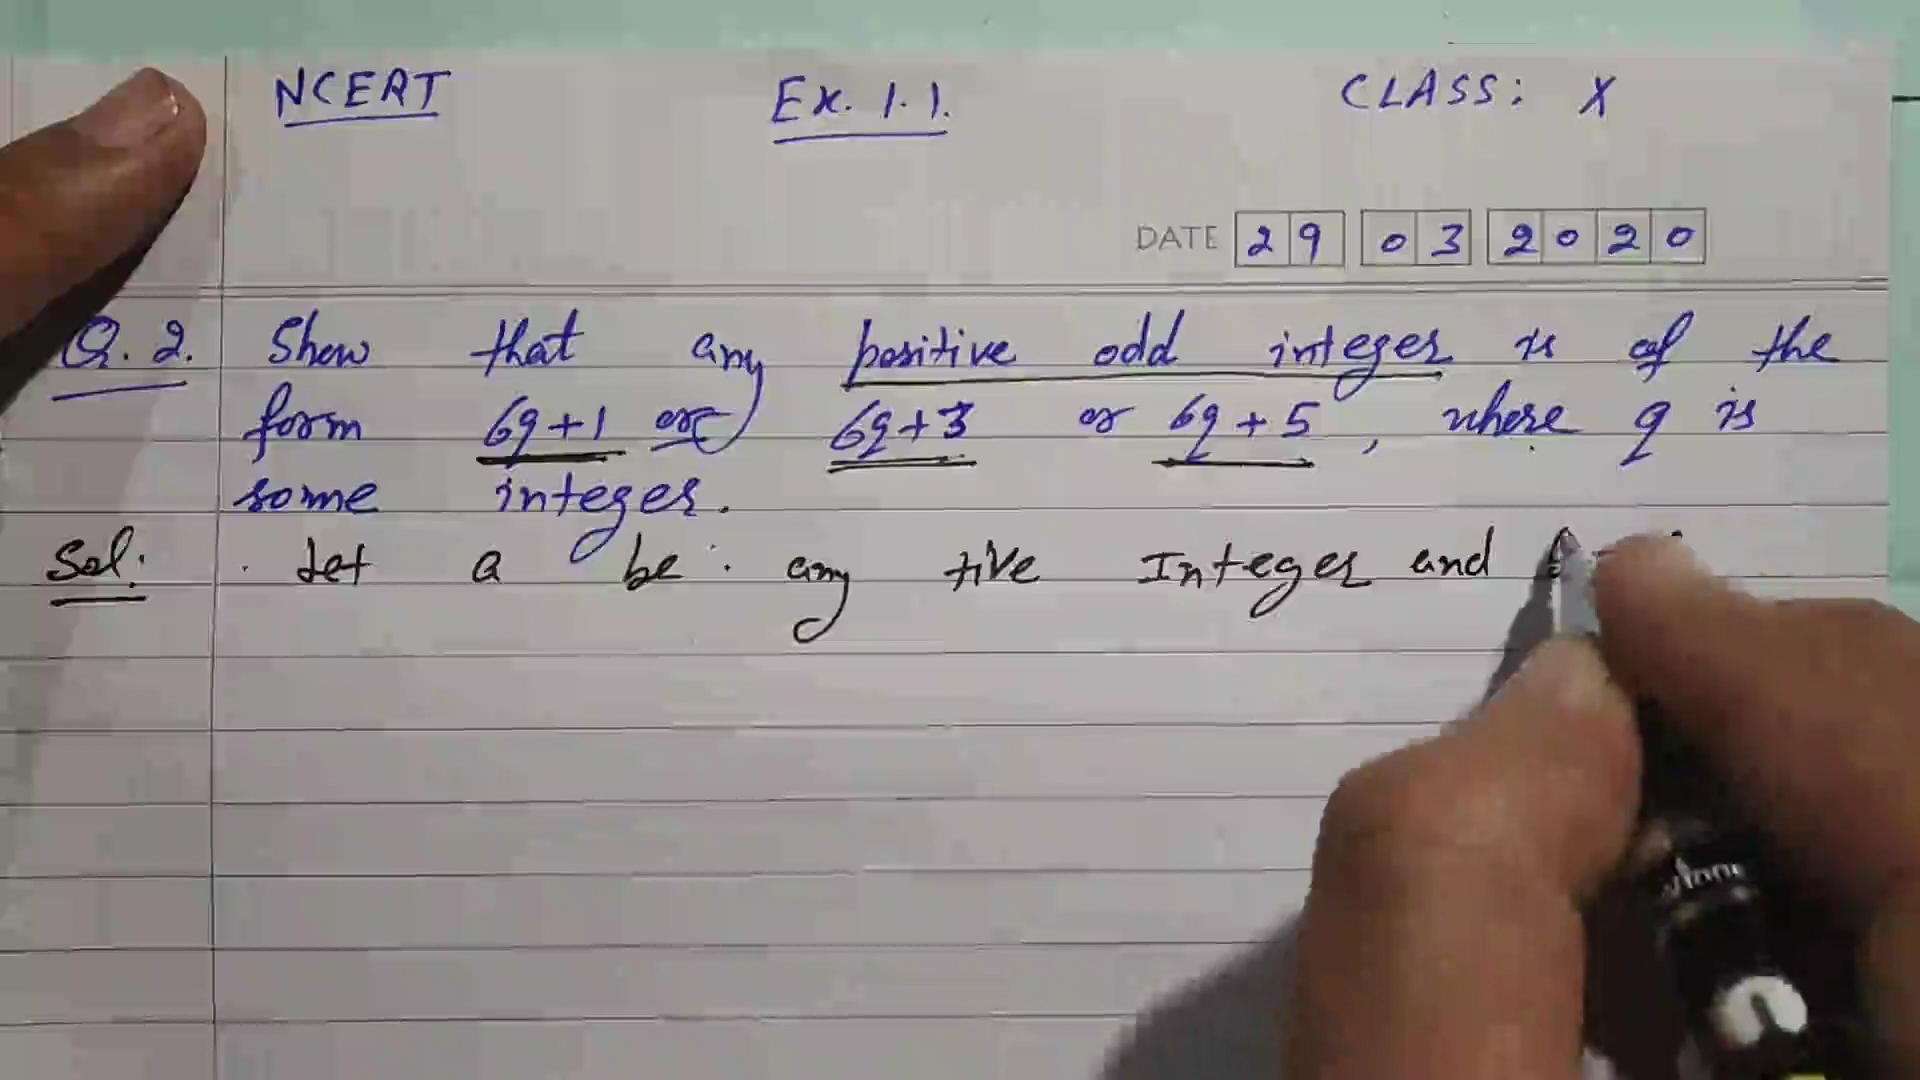 NCERT Ex. 1.1. CLASS: X
DATE 29 03 2020
Q. 2. Show that any positive odd integer is of the
form 6q+1 or 6q+3 or 6q+5, where q is
some integer.
Sol: Let a be any +ive Integer and